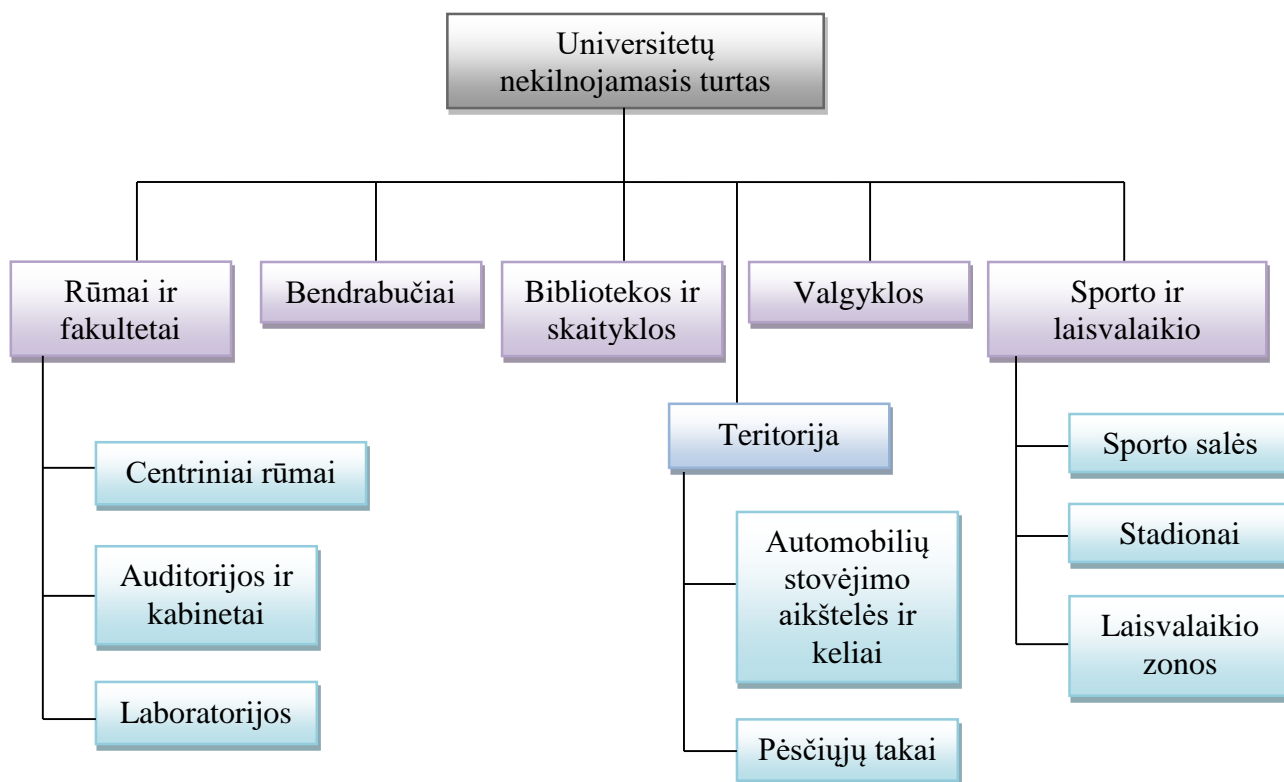 Universitetų
nekilnojamasis turtas
Rūmai ir
fakultetai
Bendrabučiai
Bibliotekos ir
skaityklos
Valgyklos
Sporto ir
laisvalaikio
Centriniai rūmai
Auditorijos ir
kabinetai
Laboratorijos
Teritorija
Automobilių
stovėjimo
aikštelės ir
keliai
Pėsčiųjų takai
Sporto salės
Stadionai
Laisvalaikio
zonos